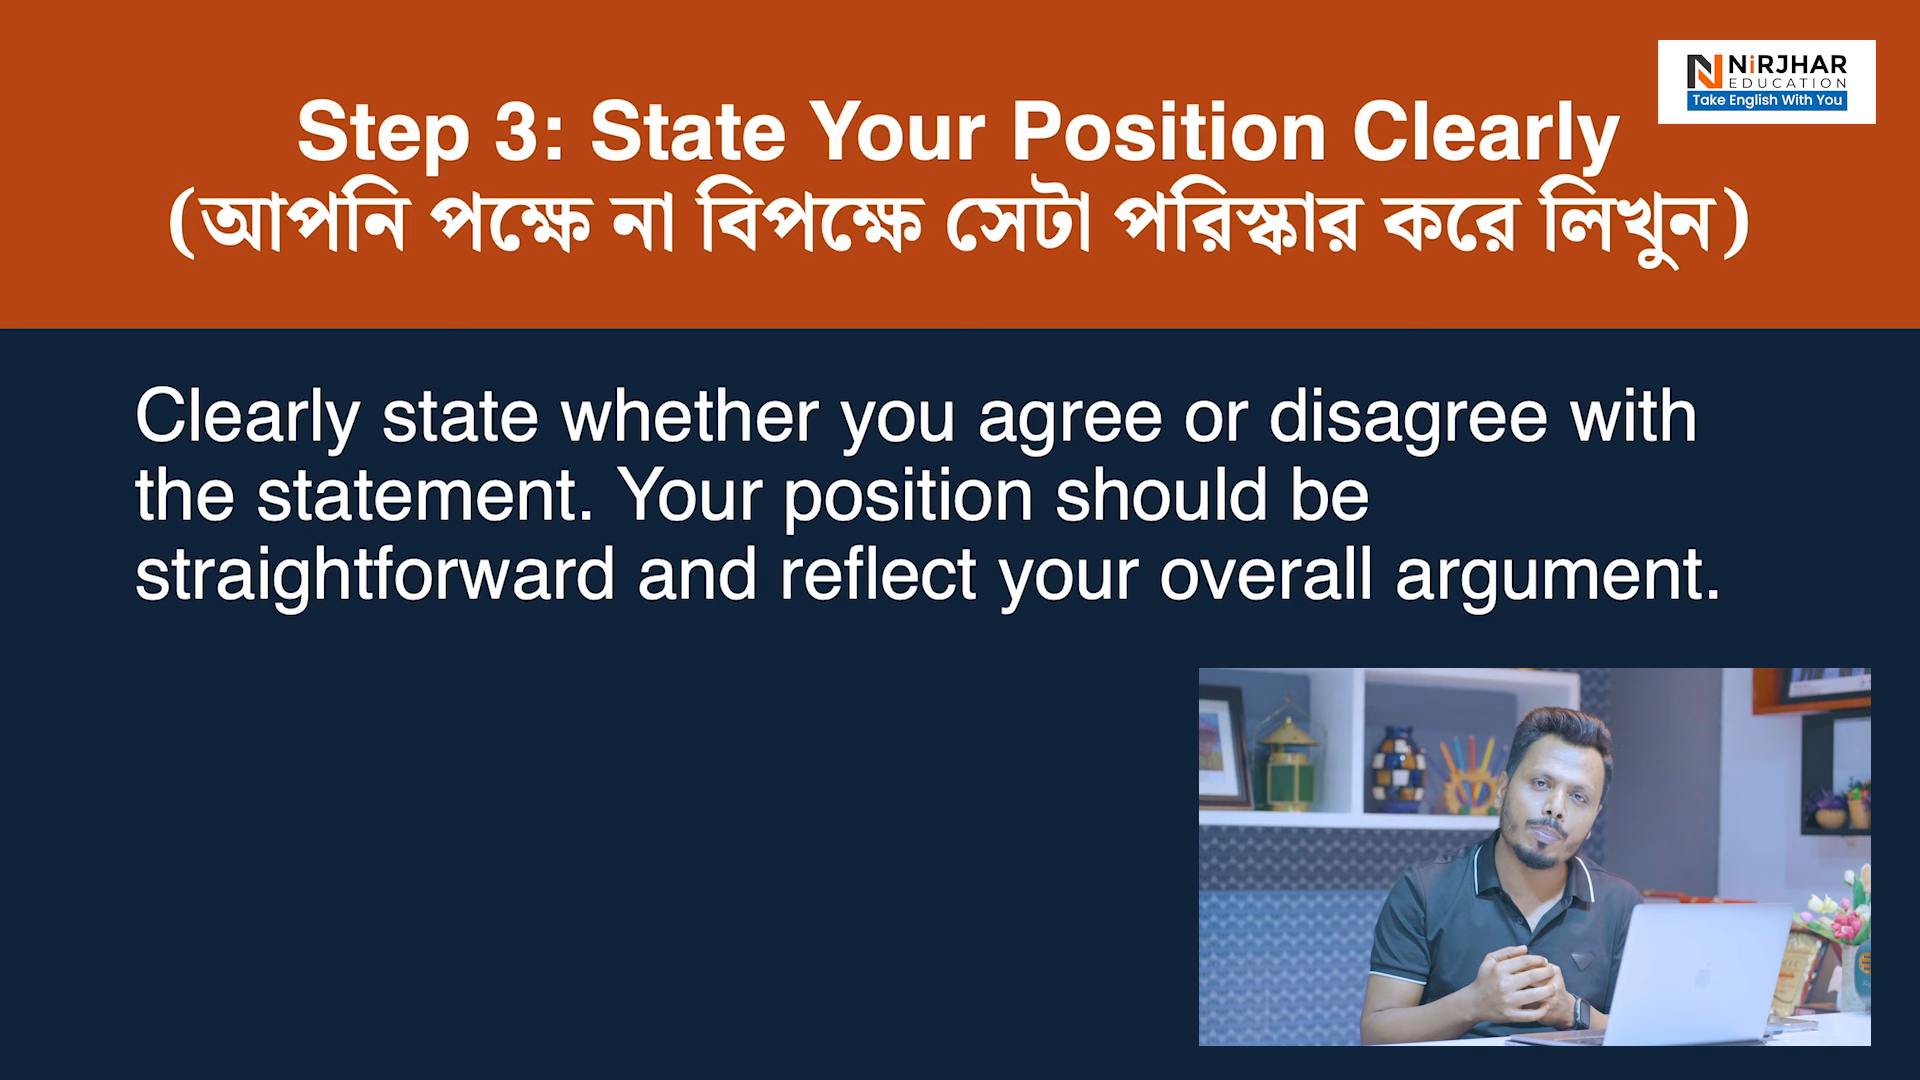 NiRJHAR
EDUCATION
Take English With You
Step 3: State Your Position Clearly
(আপনি পক্ষে না বিপক্ষে সেটা পরিস্কার করে লিখুন)
Clearly state whether you agree or disagree with
the statement. Your position should be
straightforward and reflect your overall argument.